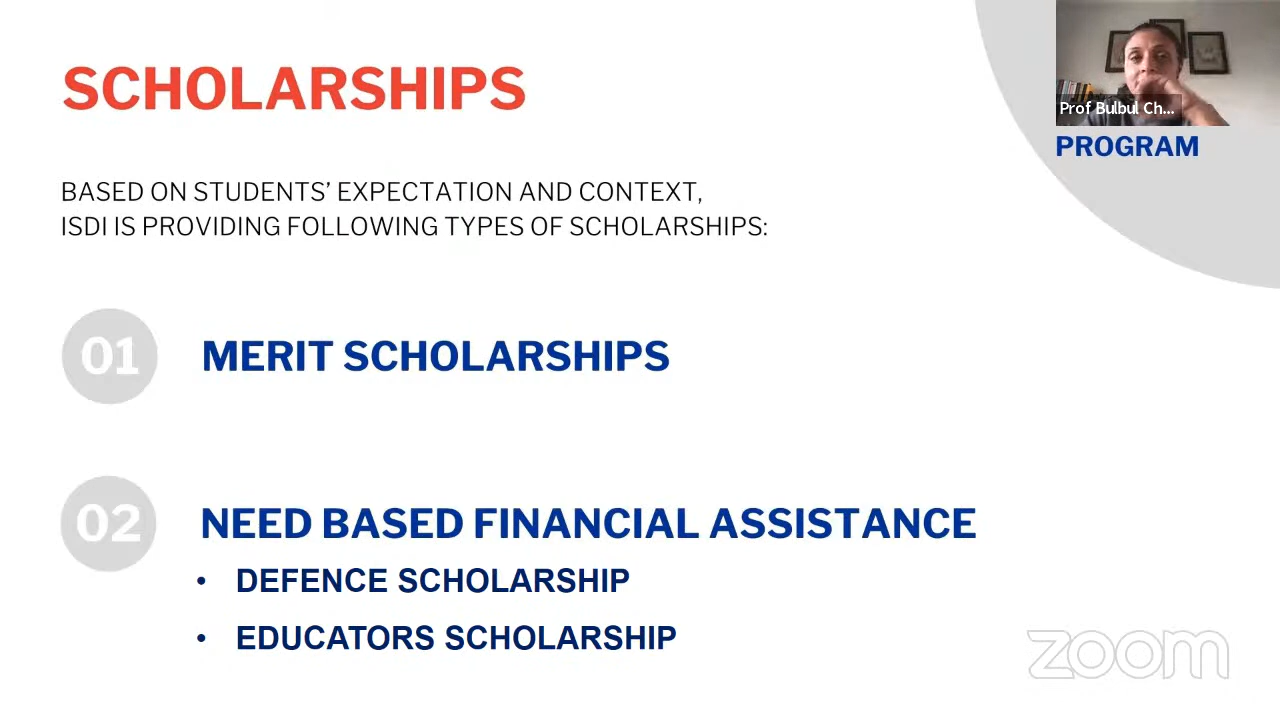 SCHOLARSHIPS
Prof Bulbul Ch...
PROGRAM
BASED ON STUDENTS’ EXPECTATION AND CONTEXT,
ISDI IS PROVIDING FOLLOWING TYPES OF SCHOLARSHIPS:
01
MERIT SCHOLARSHIPS
02
NEED BASED FINANCIAL ASSISTANCE
• DEFENCE SCHOLARSHIP
• EDUCATORS SCHOLARSHIP
zoom